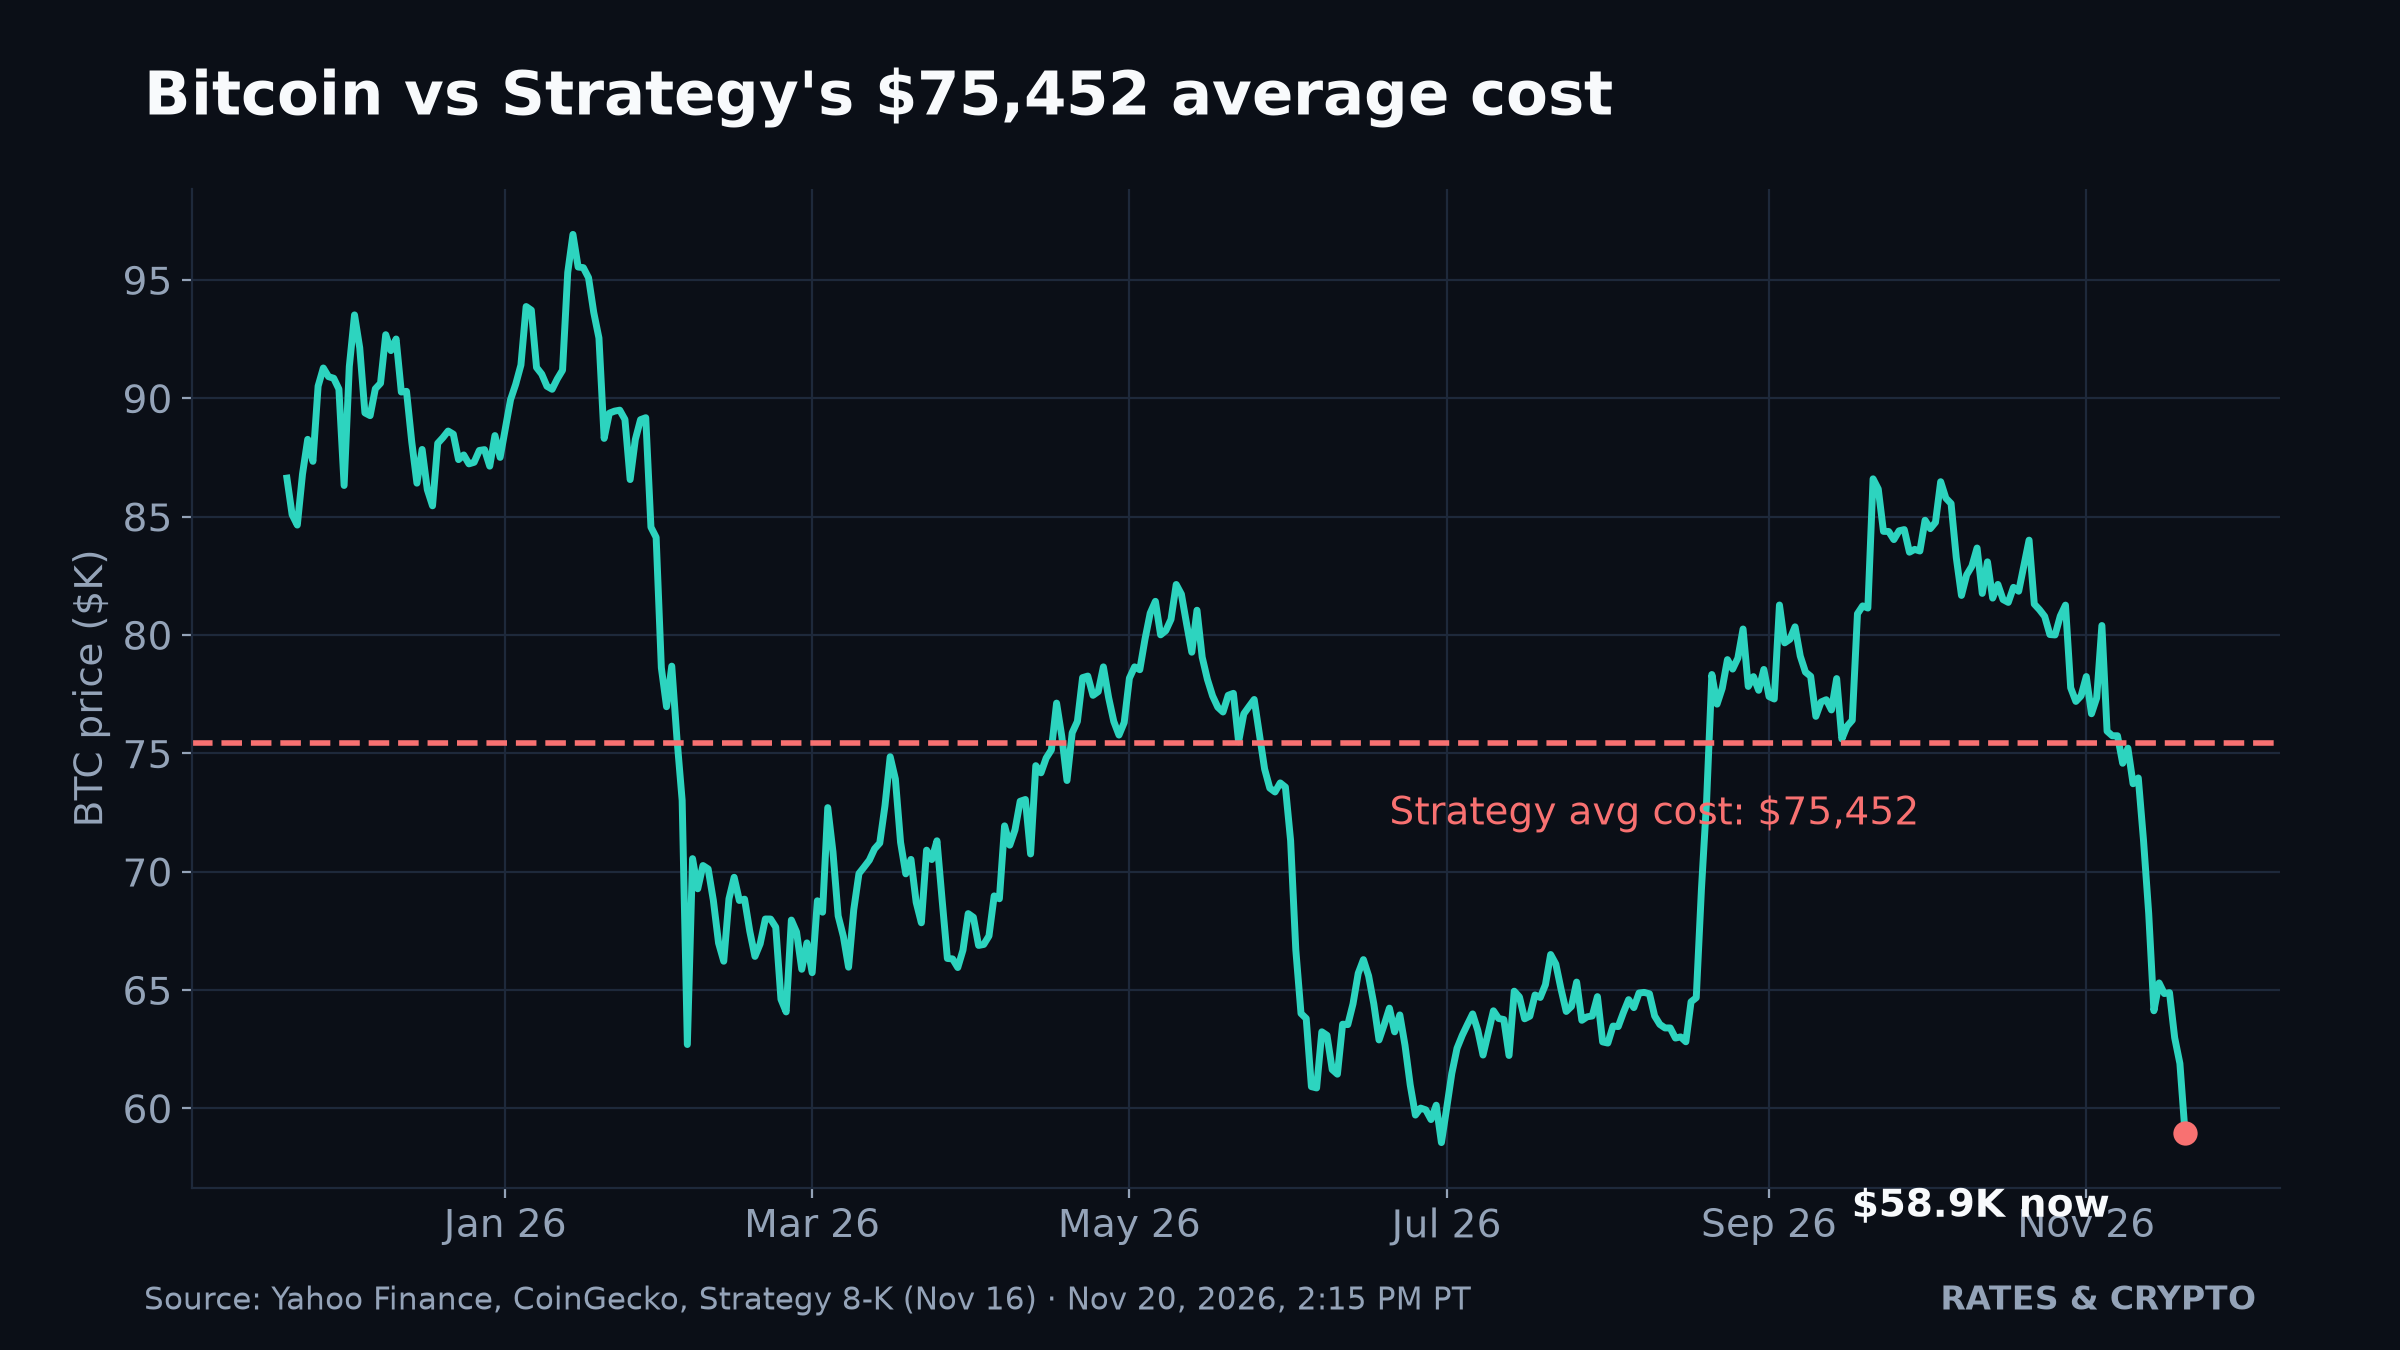 Bitcoin vs Strategy's $75,452 average cost
BTC price ($K)
95
90
85
80
75
70
65
60
Strategy avg cost: $75,452
$58.9K now
Jan 26
Mar 26
May 26
Jul 26
Sep 26
Nov 26
Source: Yahoo Finance, CoinGecko, Strategy 8-K (Nov 16) · Nov 20, 2026, 2:15 PM PT
RATES & CRYPTO